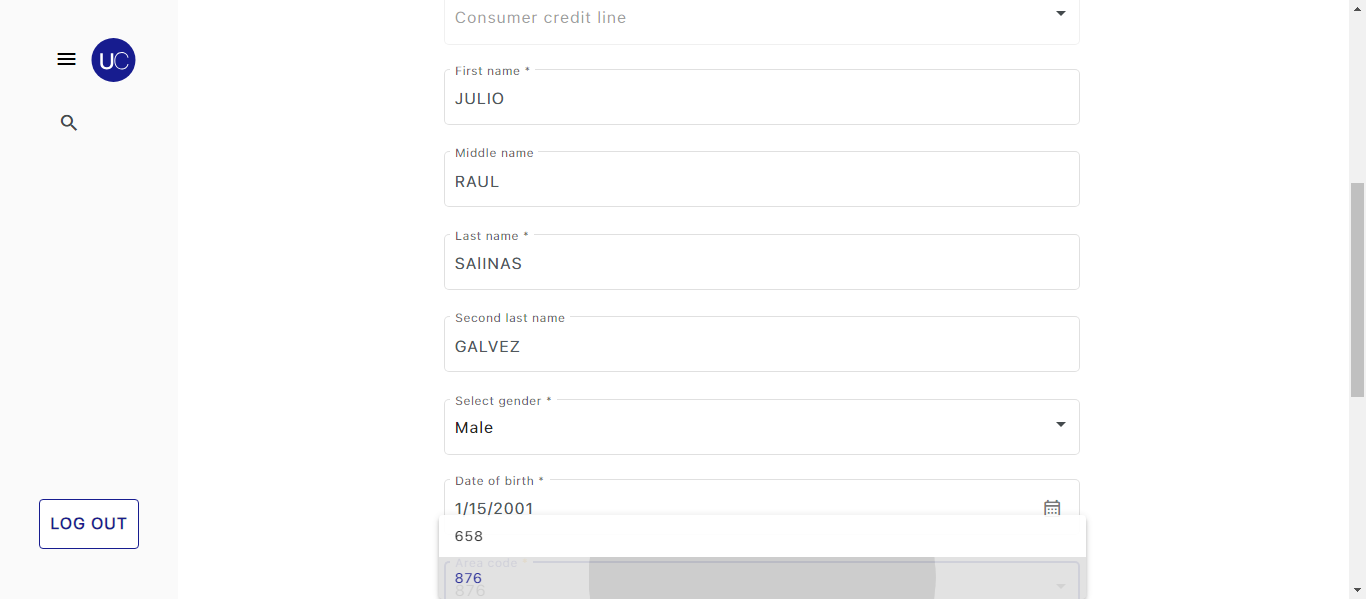 UC
LOG OUT
Consumer credit line
First name *
JULIO
Middle name
RAUL
Last name *
SAlINAS
Second last name
GALVEZ
Select gender *
Male
Date of birth *
1/15/2001
658
Area code *
876
876